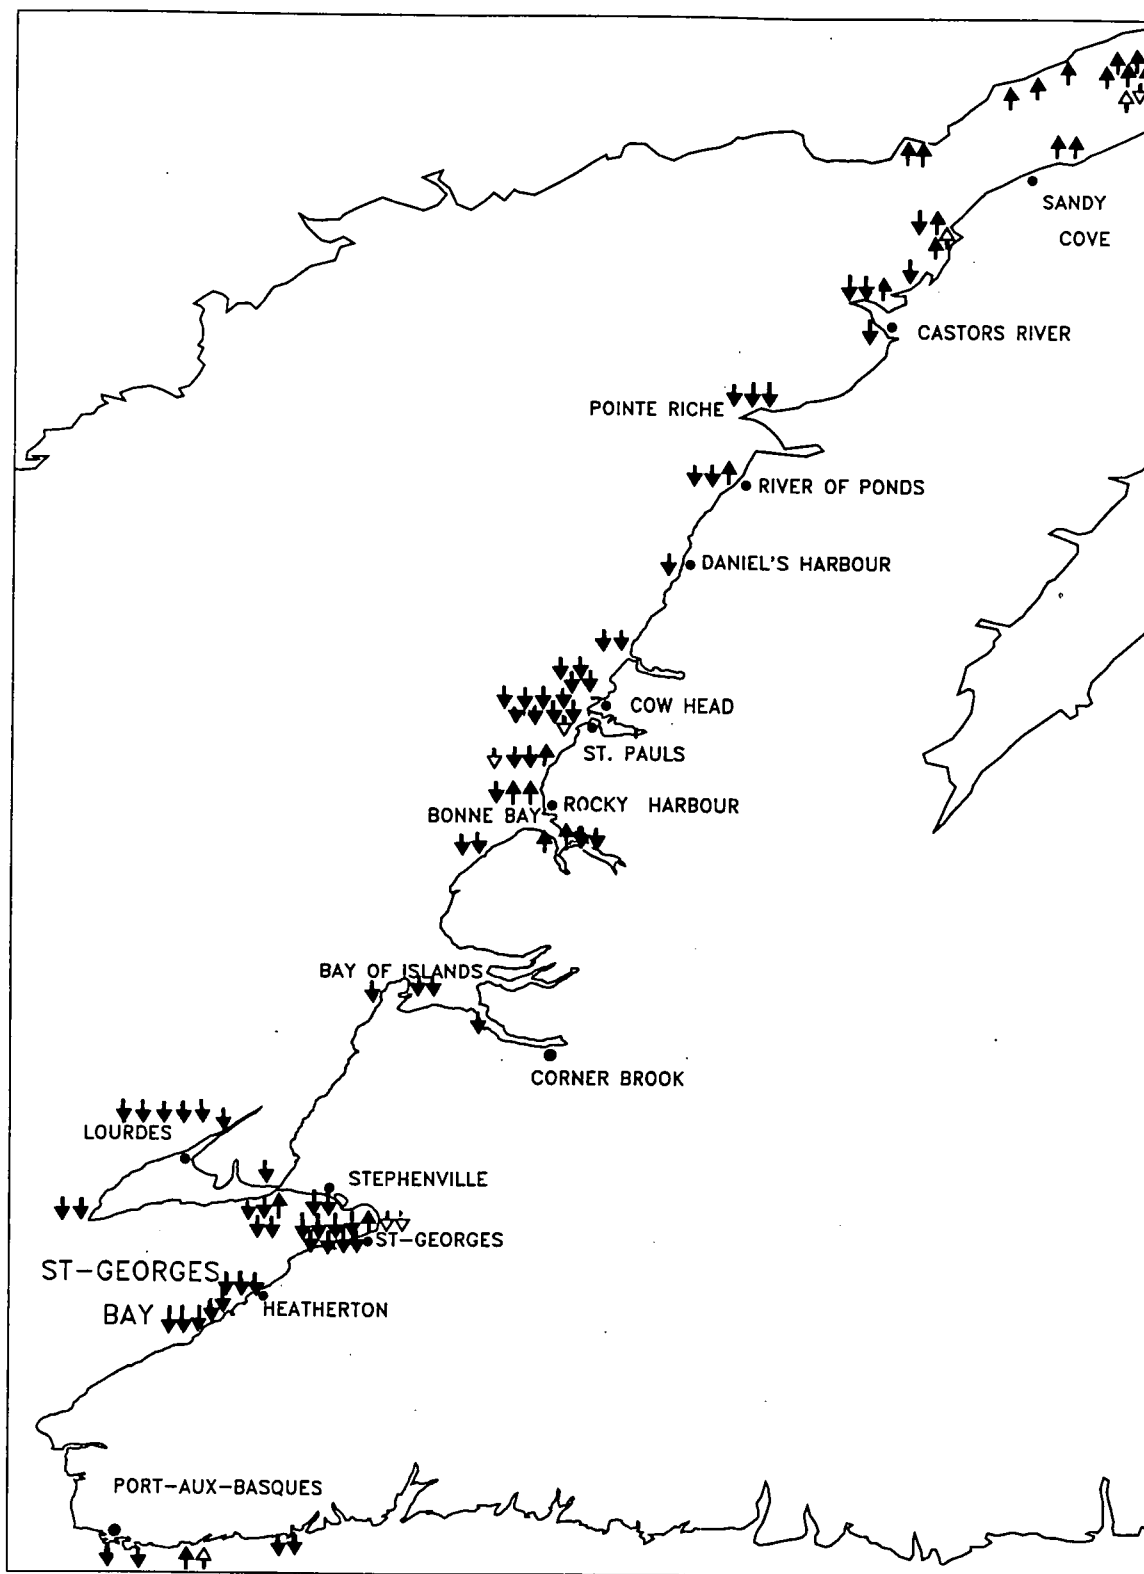 SANDY
COVE
CASTORS RIVER
POINTE RICHE
RIVER OF PONDS
DANIEL'S HARBOUR
COW HEAD
ST. PAULS
ROCKY HARBOUR
BONNE BAY
BAY OF ISLANDS
CORNER BROOK
LOURDES
STEPHENVILLE
ST-GEORGES
ST-GEORGES
BAY
HEATHERTON
PORT-AUX-BASQUES